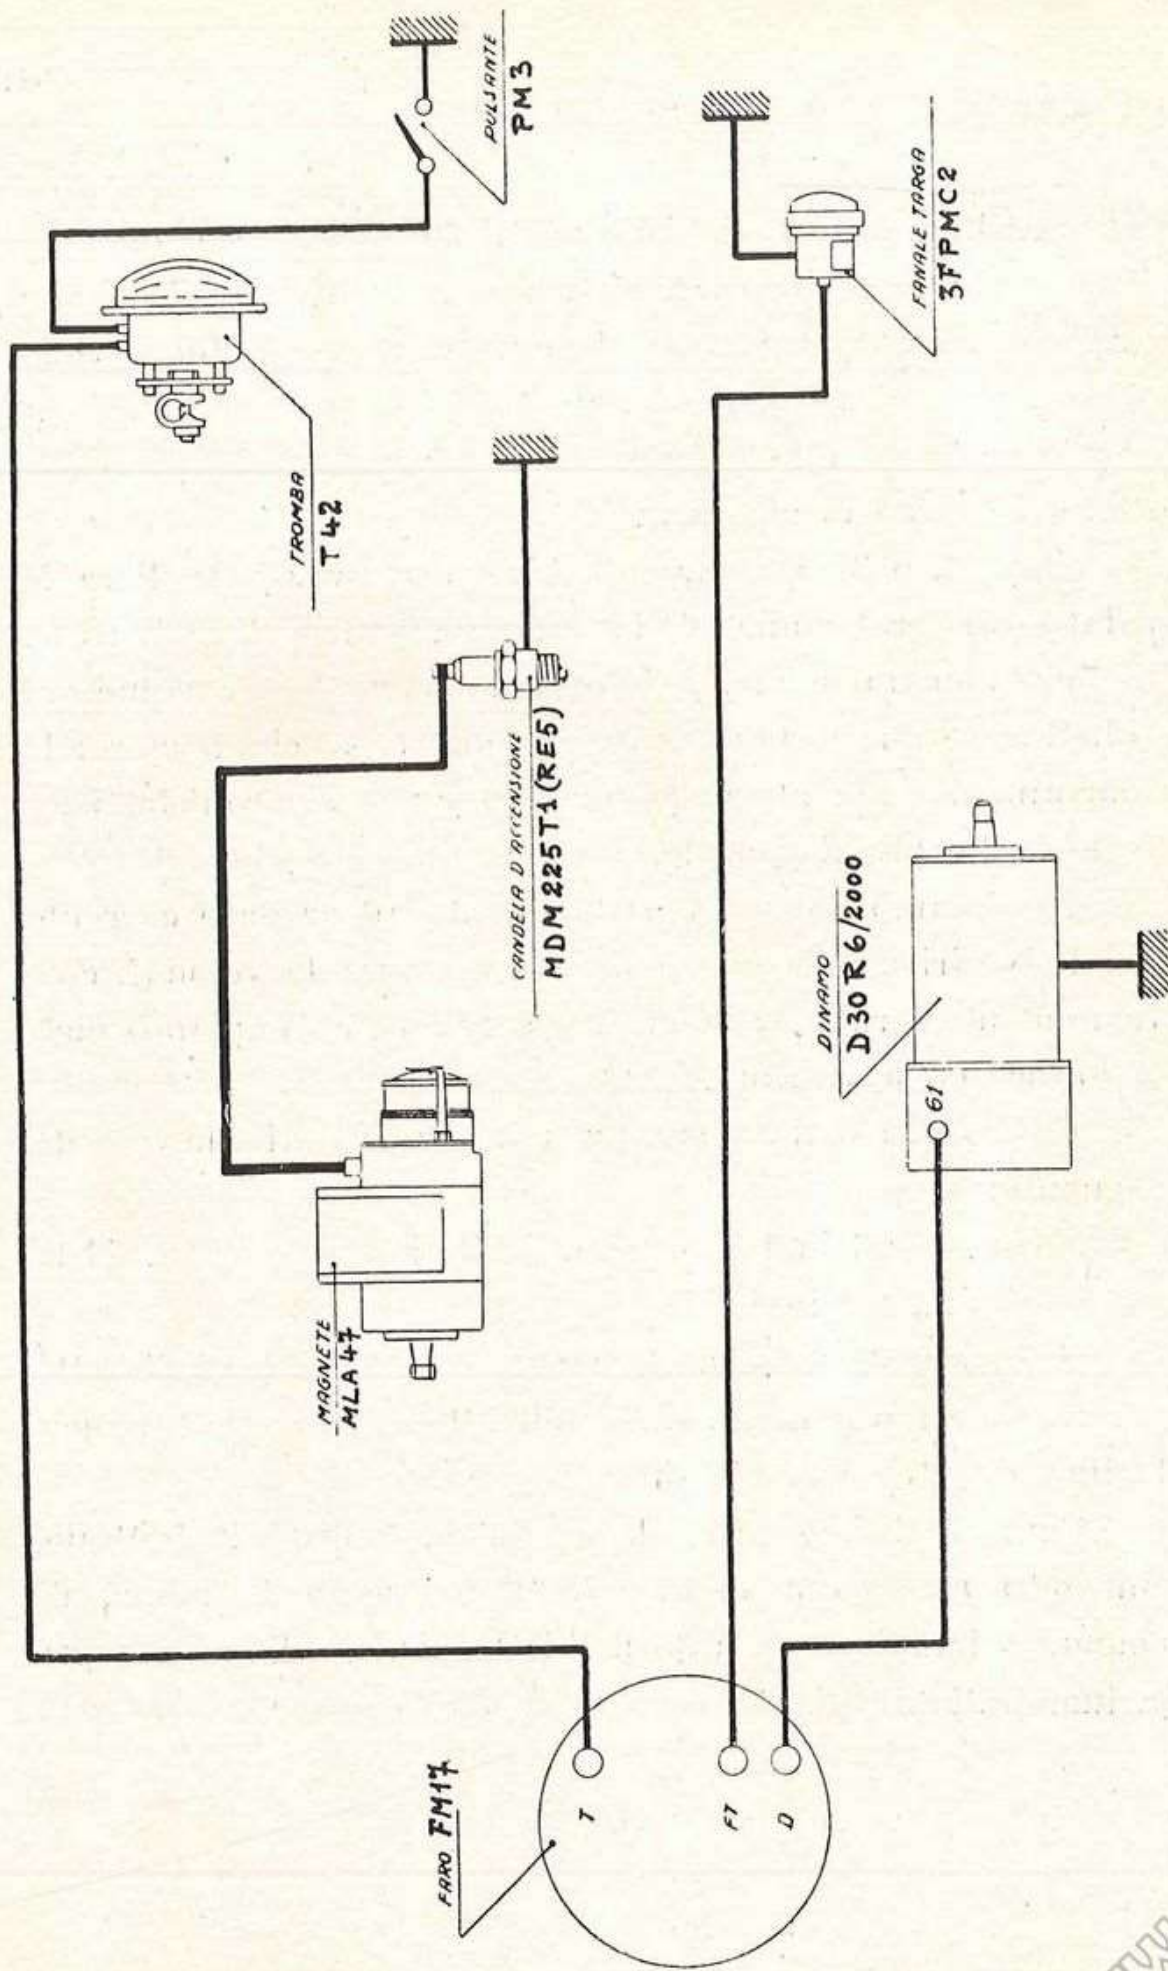 PULSANTE
PM3
FANALE TARGA
3FPMC2
TROMBA
T 42
CANDELA D'ACCENSIONE
MDM225T1(RE5)
DINAMO
D30R6/2000
61
MAGNETE
MLA47
FARO FM17
T
FT
D